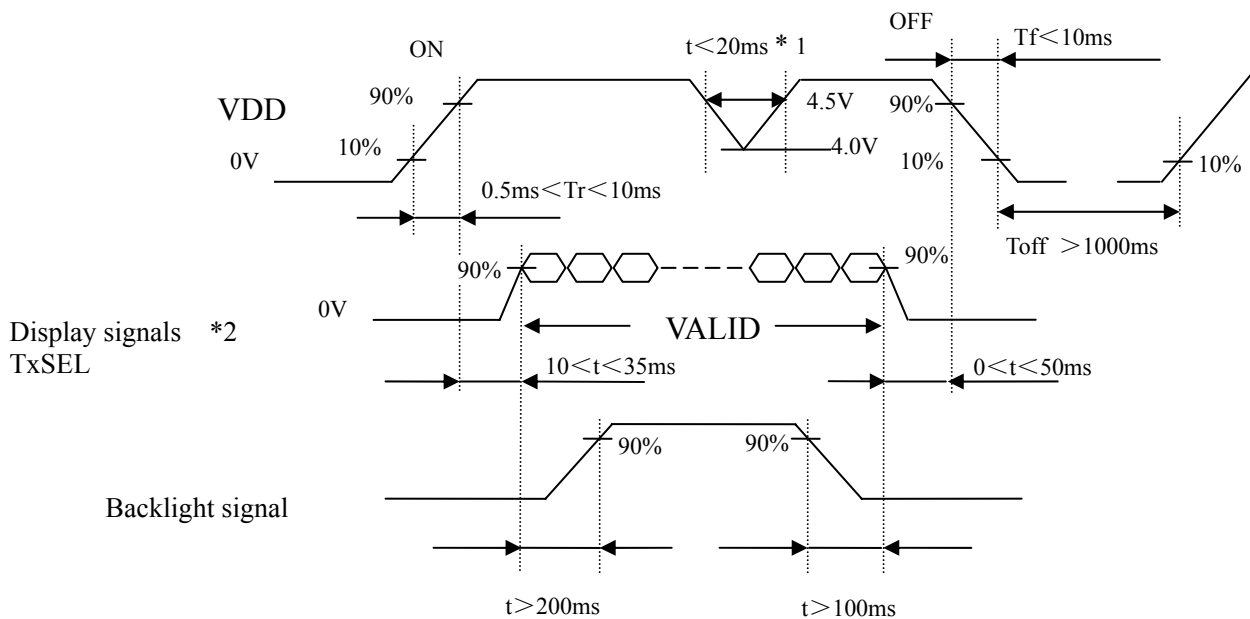 OFF
ON
t<20ms * 1
Tf<10ms
VDD
90%
4.5V
90%
0V
10%
4.0V
10%
10%
0.5ms<Tr<10ms
Toff >1000ms
90%
90%
0V
VALID
Display signals *2
TxSEL
10<t<35ms
0<t<50ms
90%
90%
Backlight signal
t>200ms
t>100ms